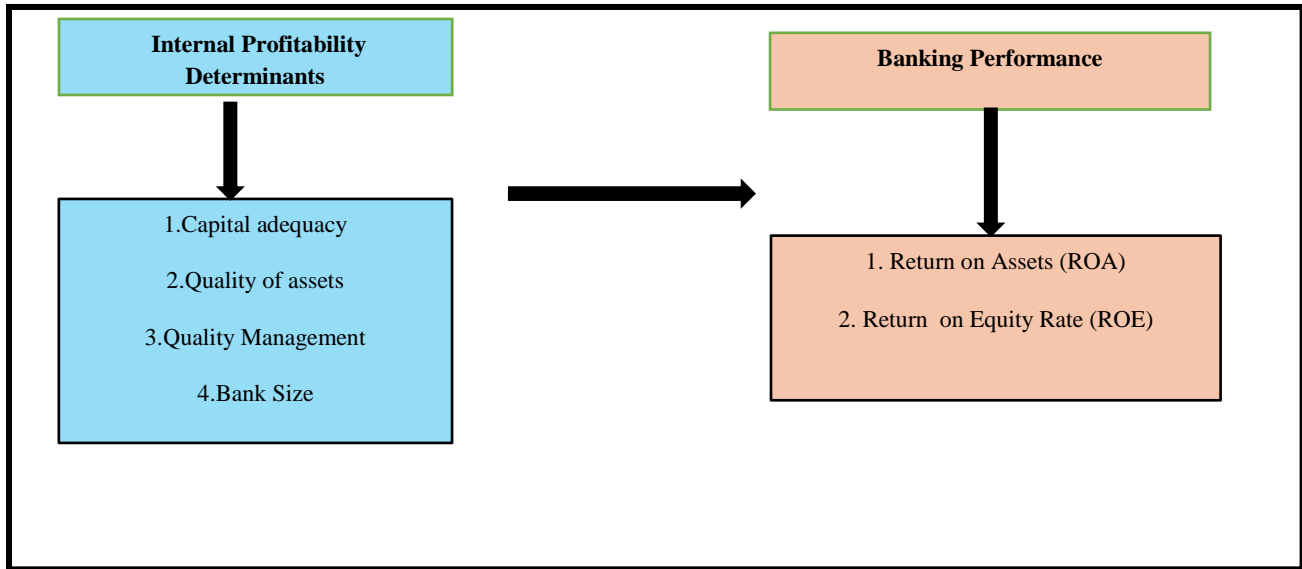 Internal Profitability
Determinants
1.Capital adequacy
2.Quality of assets
3.Quality Management
4.Bank Size
Banking Performance
1. Return on Assets (ROA)
2. Return on Equity Rate (ROE)